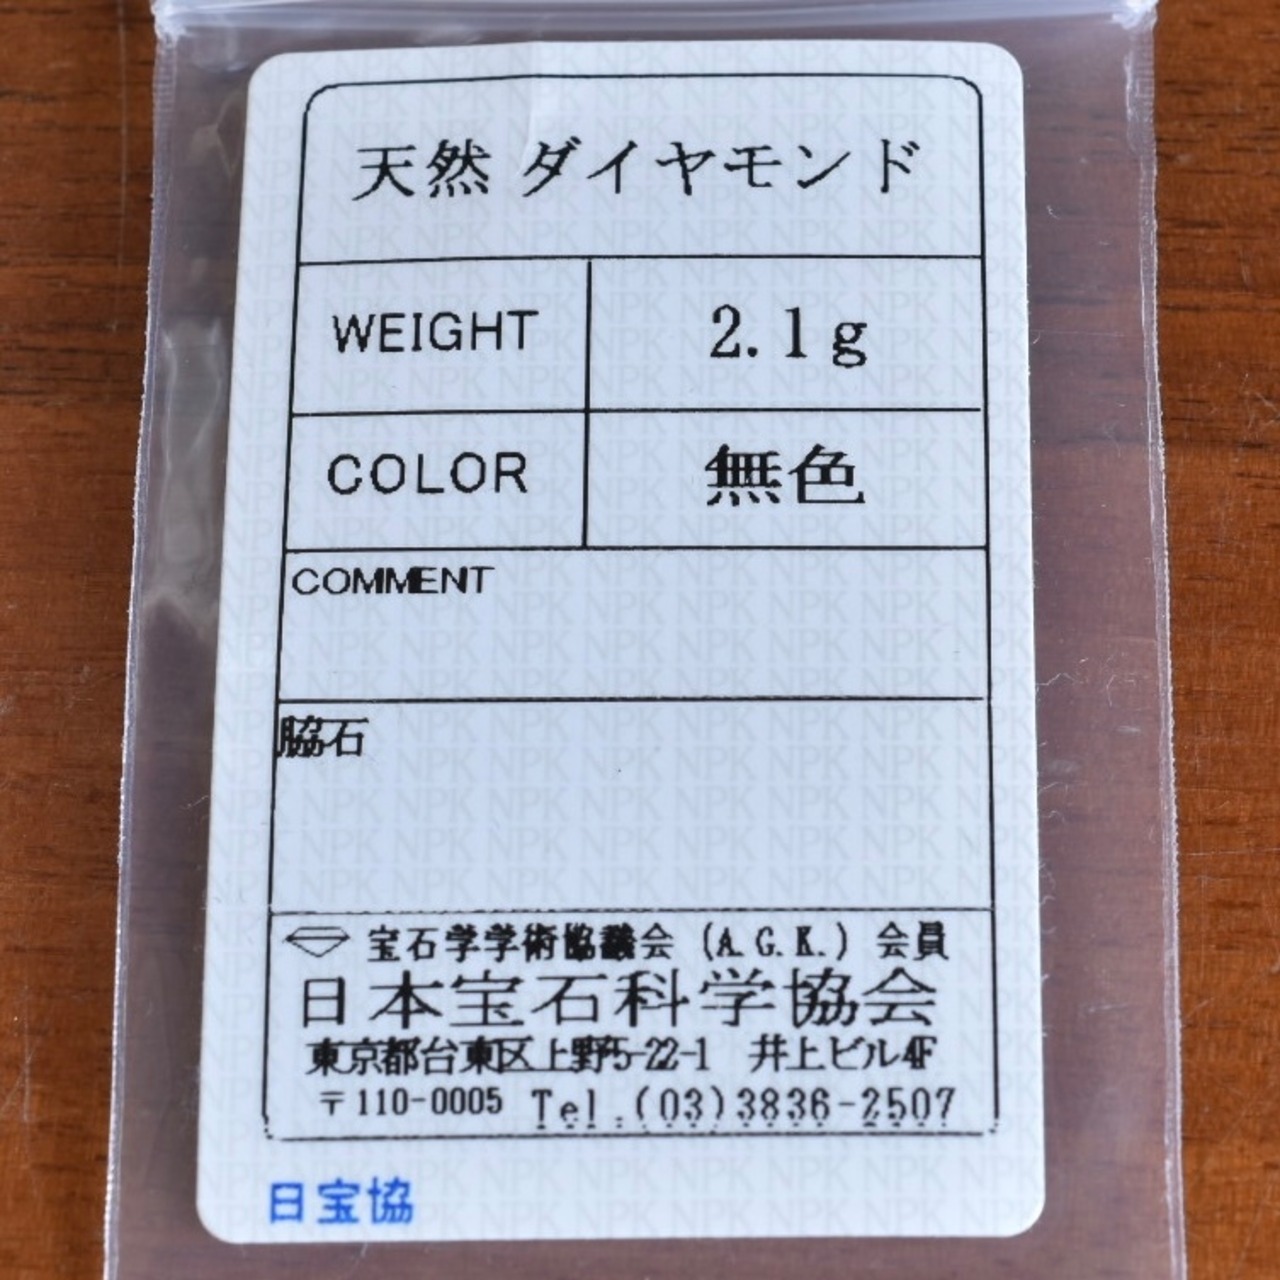 天然 ダイヤモンド
WEIGHT 2.1g
COLOR 無色
COMMENT
脇石
宝石学学術協議会 (A.G.K.) 会員
日本宝石科学協会
東京都台東区上野5-22-1 井上ビル4F
〒110-0005 Tel.(03)3836-2507
日宝協